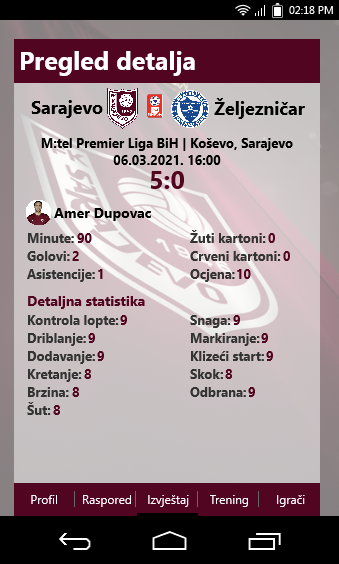 02:18 PM
Pregled detalja
Sarajevo Željezničar
M:tel Premier Liga BiH | Koševo, Sarajevo
06.03.2021. 16:00
5:0
Amer Dupovac
Minute: 90 Žuti kartoni: 0
Golovi: 2 Crveni kartoni: 0
Asistencije: 1 Ocjena: 10
Detaljna statistika
Kontrola lopte: 9 Snaga: 9
Driblanje: 9 Markiranje: 9
Dodavanje: 9 Klizeći start: 9
Kretanje: 8 Skok: 8
Brzina: 8 Odbrana: 9
Šut: 8
Profil Raspored Izvještaj Trening Igrači